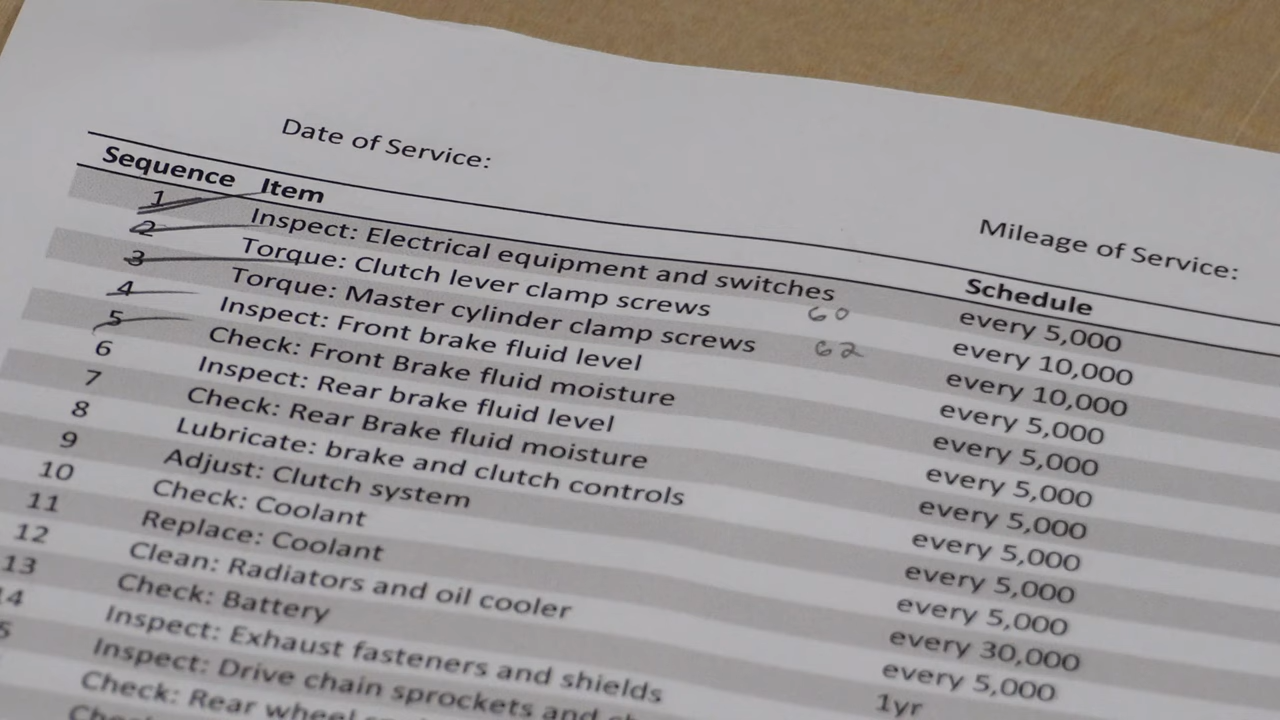 Date of Service: Mileage of Service:
Sequence Item Schedule
1 Inspect: Electrical equipment and switches every 5,000
2 Torque: Clutch lever clamp screws 60 every 10,000
3 Torque: Master cylinder clamp screws 62 every 10,000
4 Inspect: Front brake fluid level every 5,000
5 Check: Front Brake fluid moisture every 5,000
6 Inspect: Rear brake fluid level every 5,000
7 Check: Rear Brake fluid moisture every 5,000
8 Lubricate: brake and clutch controls every 5,000
9 Adjust: Clutch system every 5,000
10 Check: Coolant every 5,000
11 Replace: Coolant every 30,000
12 Clean: Radiators and oil cooler every 5,000
13 Check: Battery 1yr
14 Inspect: Exhaust fasteners and shields
5 Inspect: Drive chain sprockets and
Check: Rear wheel